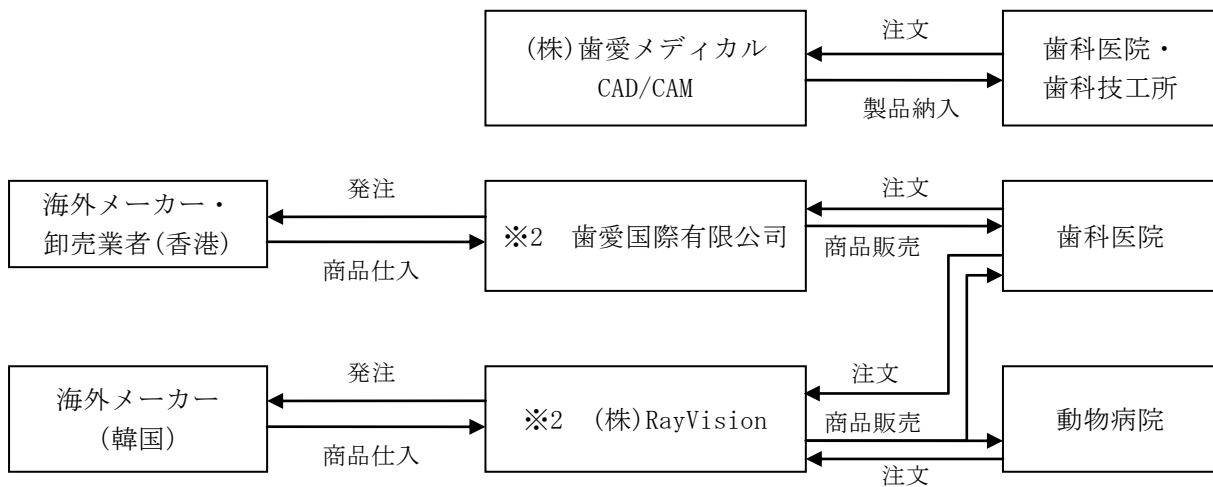 (株)歯愛メディカル
CAD/CAM
注文
製品納入
歯科医院・
歯科技工所
海外メーカー・
卸売業者(香港)
発注
商品仕入
※2 歯愛国際有限公司
注文
商品販売
歯科医院
海外メーカー
(韓国)
発注
商品仕入
※2 (株)RayVision
注文
商品販売
注文
動物病院